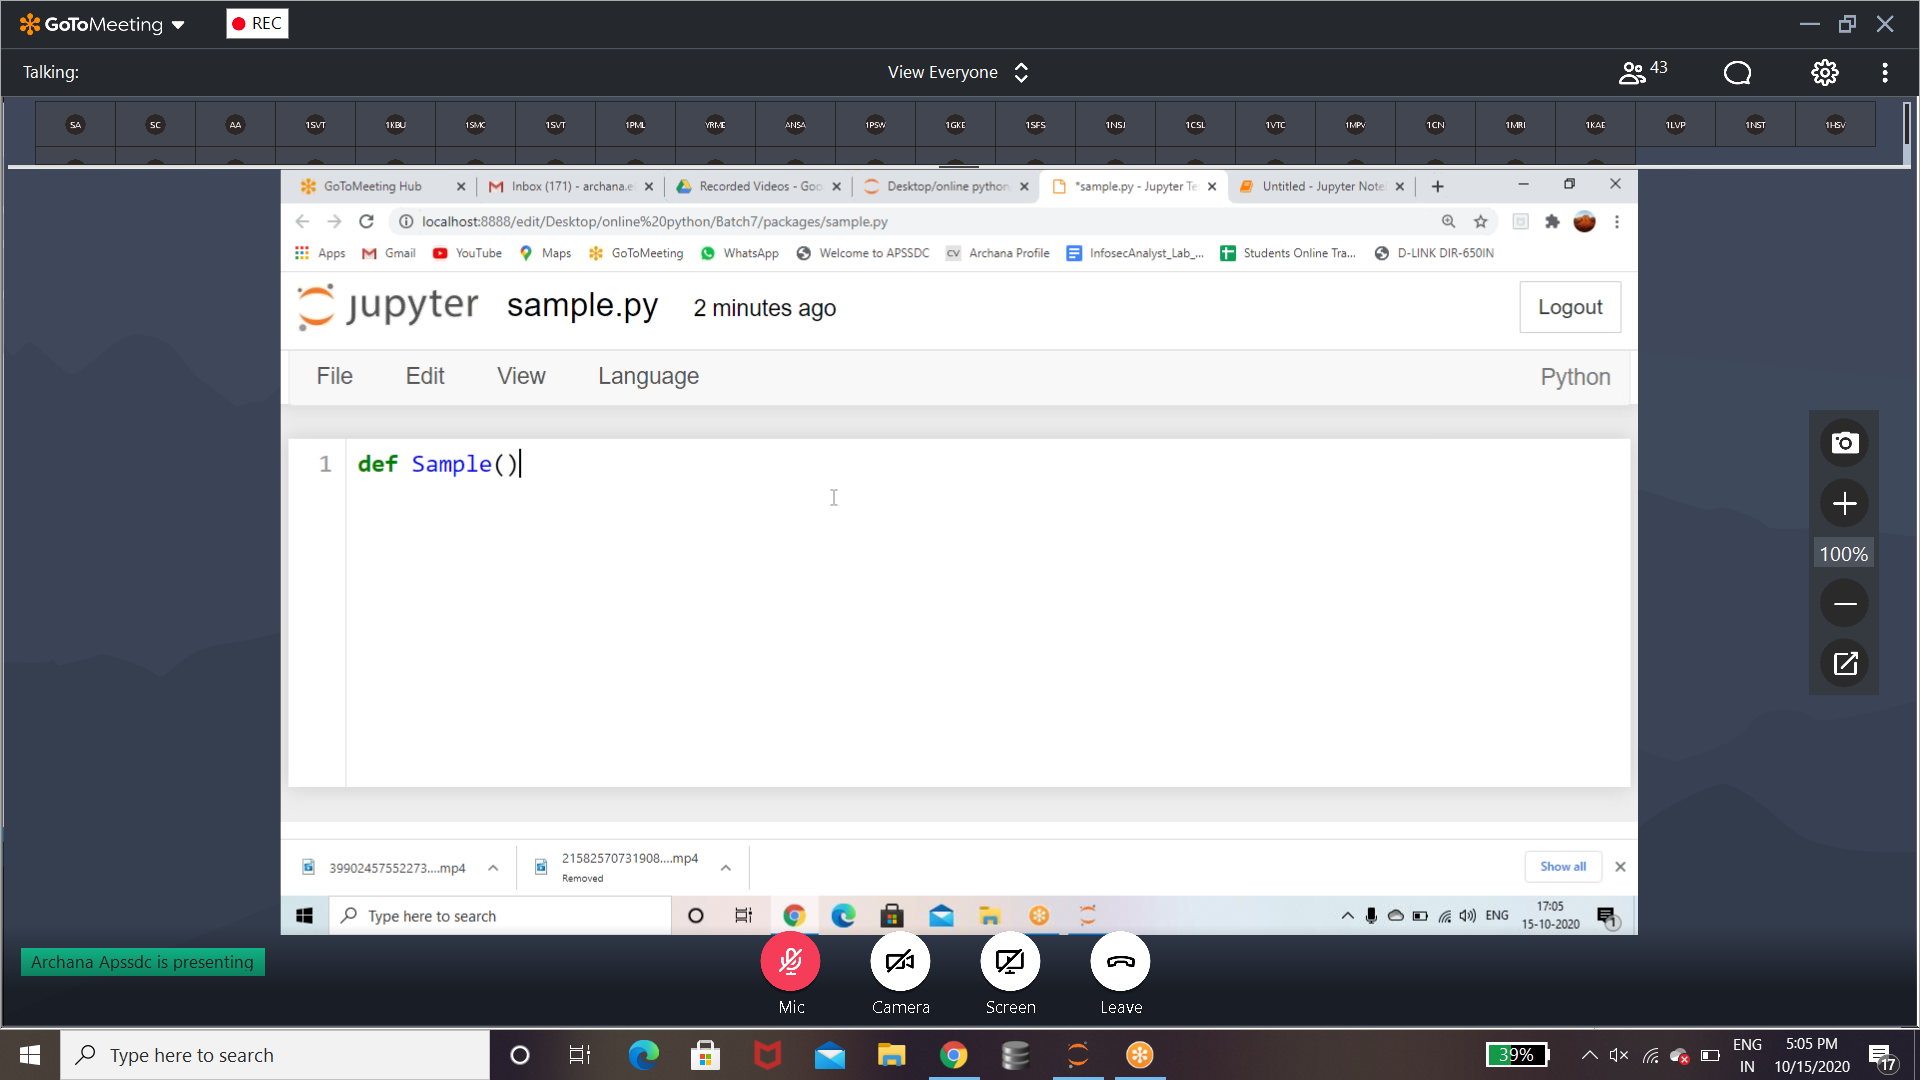 GoToMeeting
REC
Talking:
View Everyone
43
SA SC AA 1SVT 1KBU 1SMC 1SVT 1PML YRME ANSA 1PSW 1GKE 1SFS 1NSJ 1CSL 1VTC 1MPV 1CN 1MRI 1KAE 1LVP 1NST 1HSV
GoToMeeting Hub
Inbox (171) - archana.e
Recorded Videos - Goo
Desktop/online python
*sample.py - Jupyter Te
Untitled - Jupyter Note
localhost:8888/edit/Desktop/online%20python/Batch7/packages/sample.py
Apps Gmail YouTube Maps GoToMeeting WhatsApp Welcome to APSSDC CV Archana Profile InfosecAnalyst_Lab_... Students Online Tra... D-LINK DIR-650IN
jupyter sample.py 2 minutes ago
Logout
File Edit View Language
Python
1 def Sample()
100%
39902457552273....mp4
21582570731908....mp4
Removed
Show all
Type here to search
ENG
17:05
15-10-2020
1
Archana Apssdc is presenting
Mic
Camera
Screen
Leave
Type here to search
39%
ENG
IN
5:05 PM
10/15/2020
17